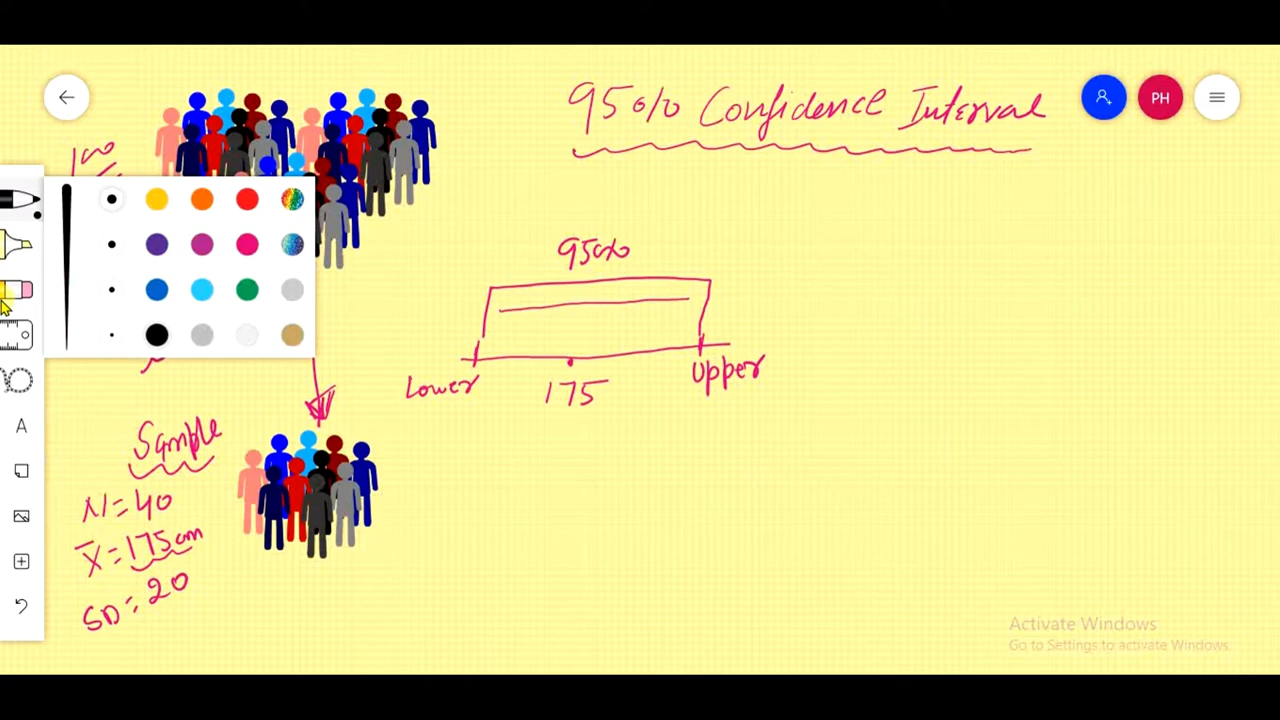 95% Confidence Interval
PH
100
95%
Lower
175
Upper
Sample
N=40
X̄=175cm
SD=20
A
Activate Windows
Go to Settings to activate Windows.